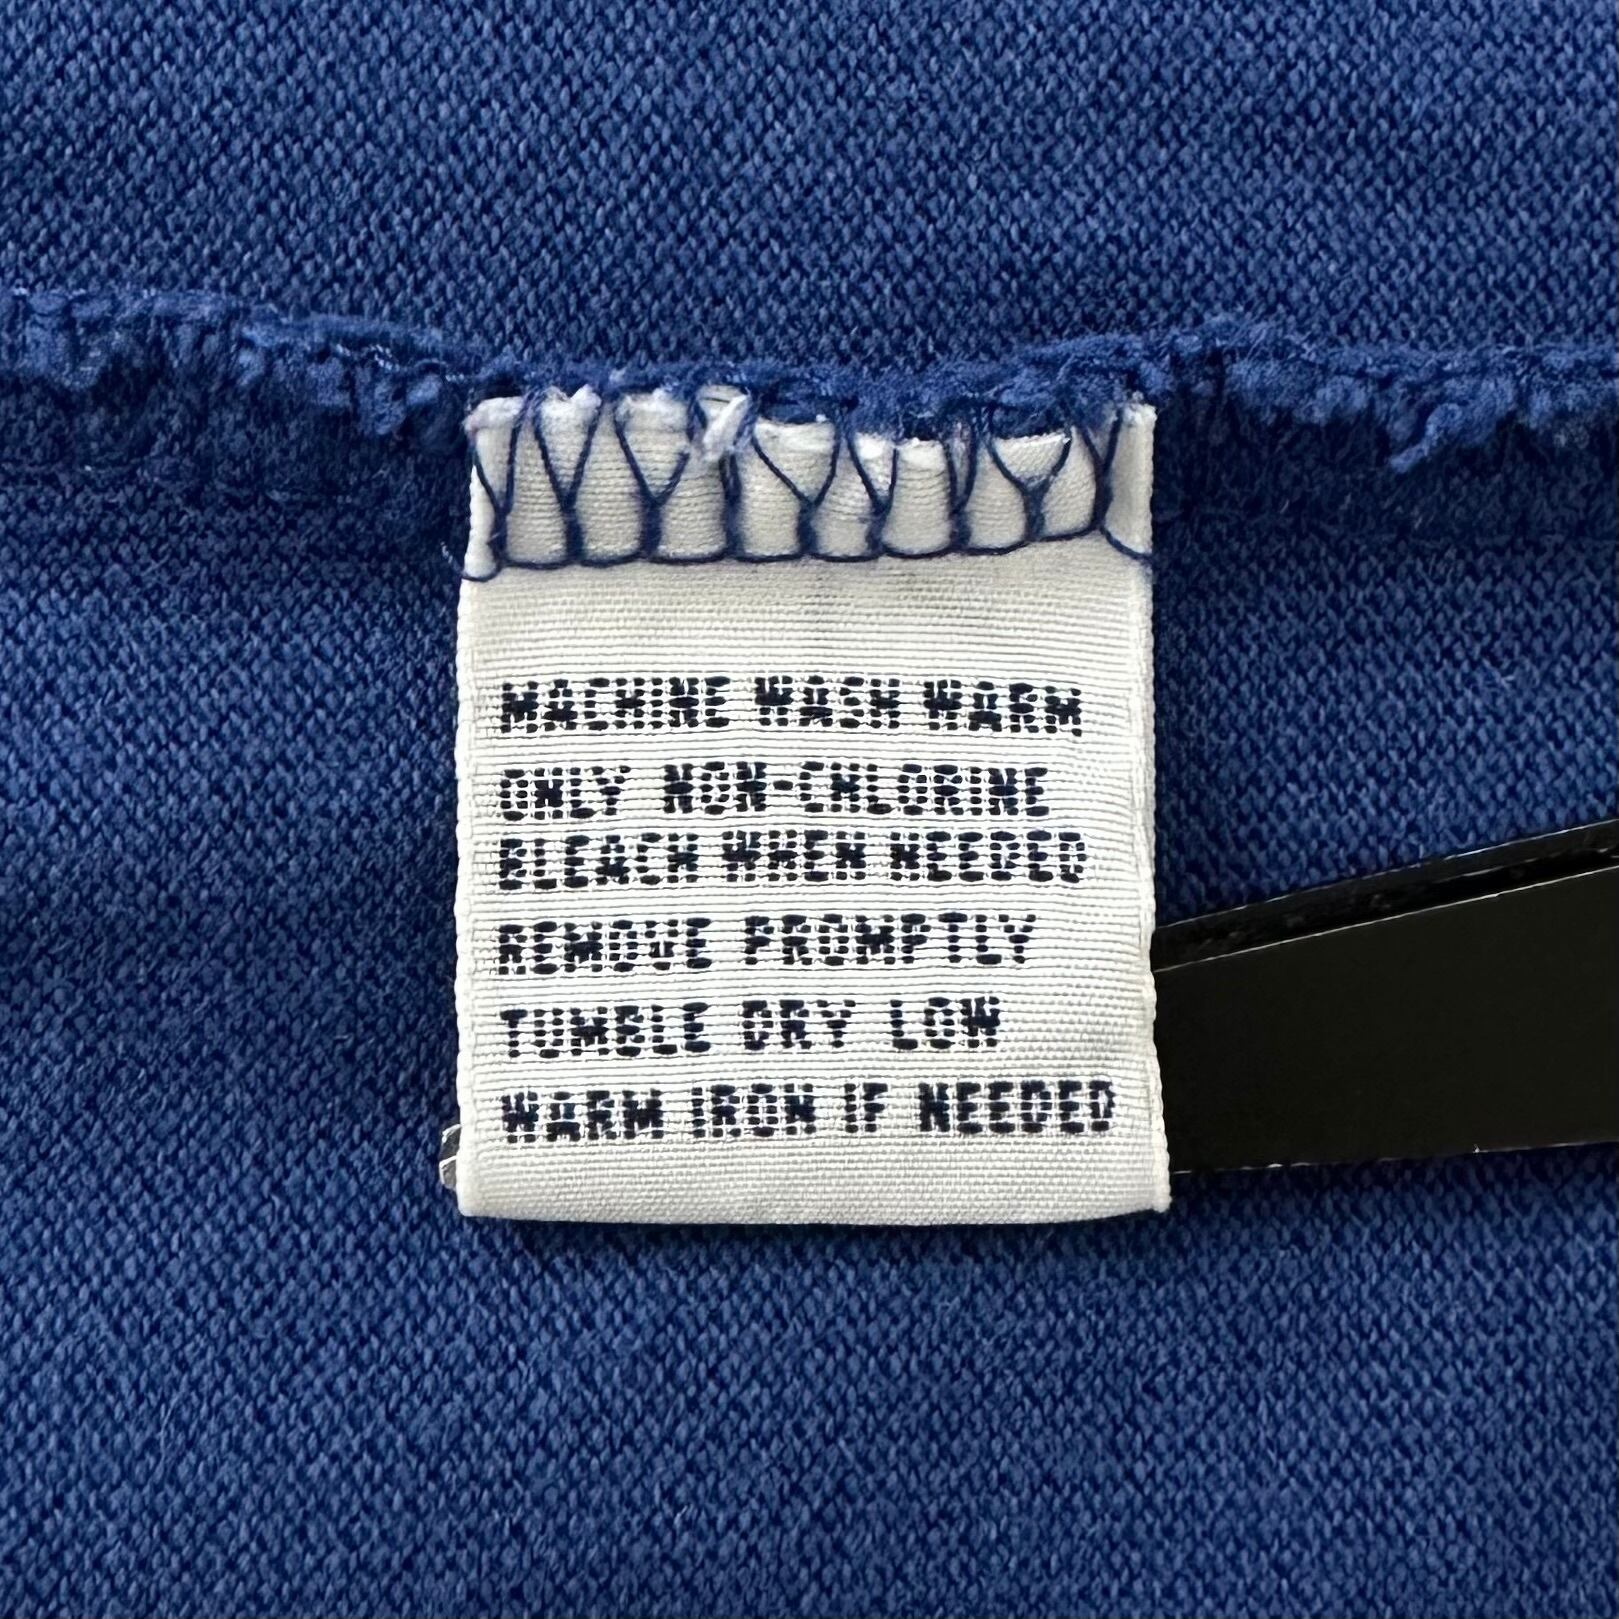 MACHINE WASH WARM
ONLY NON-CHLORINE
BLEACH WHEN NEEDED
REMOVE PROMPTLY
TUMBLE DRY LOW
WARM IRON IF NEEDED